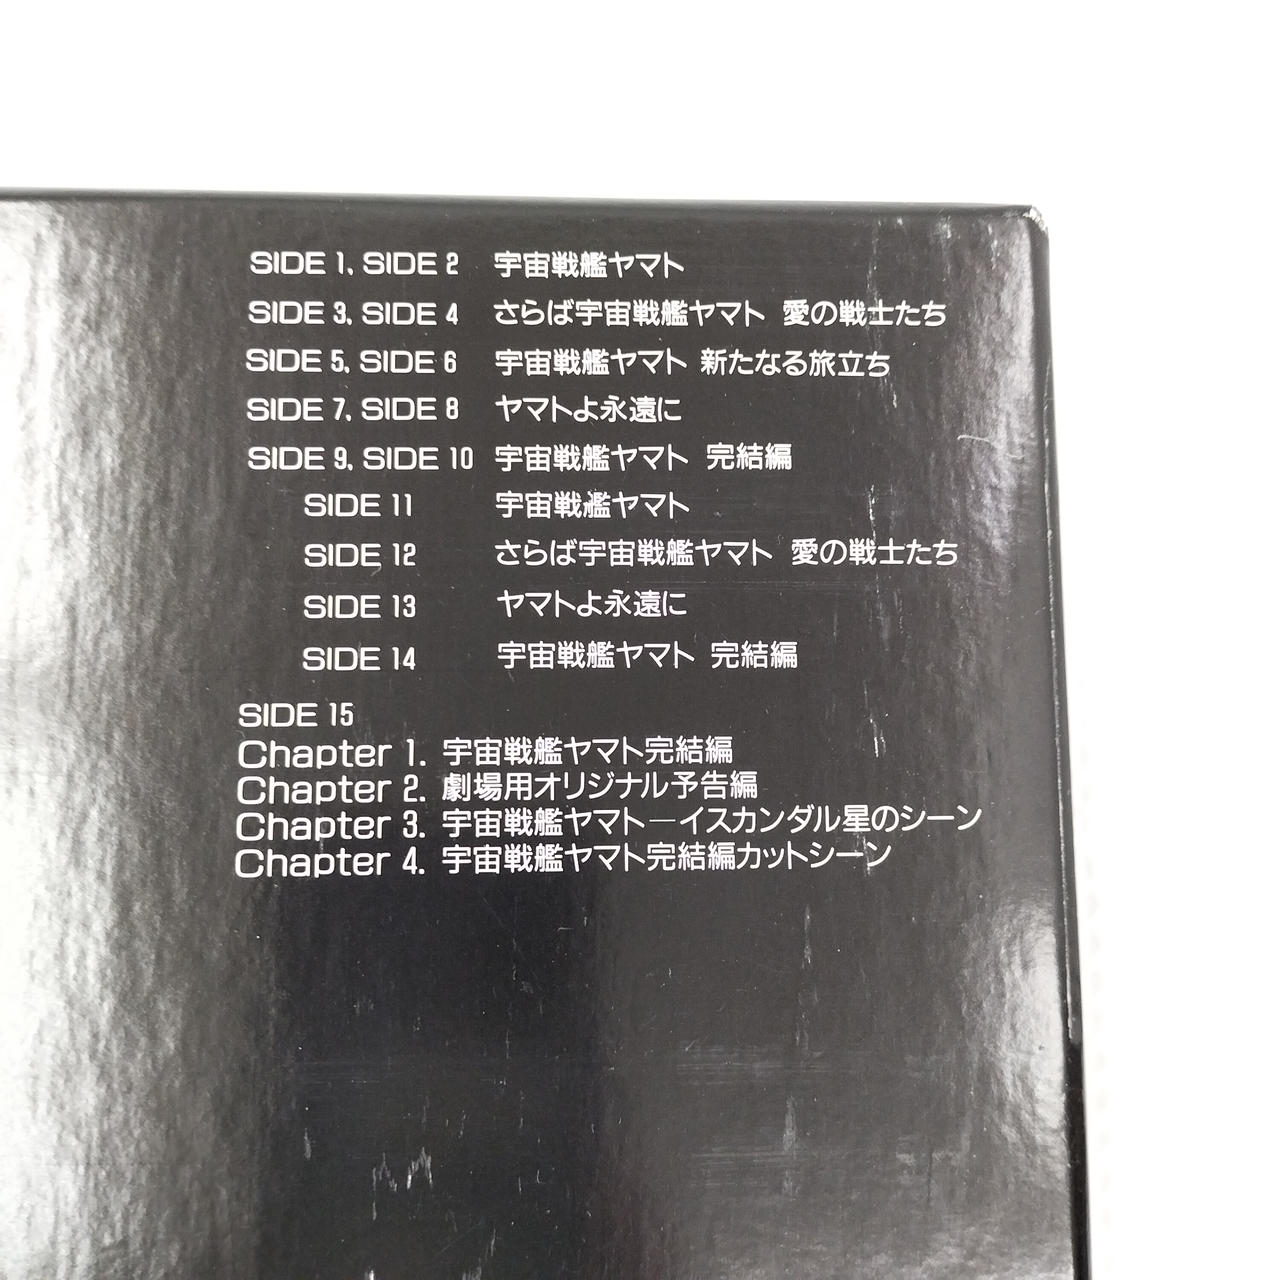 SIDE 1, SIDE 2 宇宙戦艦ヤマト
SIDE 3, SIDE 4 さらば宇宙戦艦ヤマト 愛の戦士たち
SIDE 5, SIDE 6 宇宙戦艦ヤマト 新たなる旅立ち
SIDE 7, SIDE 8 ヤマトよ永遠に
SIDE 9, SIDE 10 宇宙戦艦ヤマト 完結編
SIDE 11 宇宙戦艦ヤマト
SIDE 12 さらば宇宙戦艦ヤマト 愛の戦士たち
SIDE 13 ヤマトよ永遠に
SIDE 14 宇宙戦艦ヤマト 完結編
SIDE 15
Chapter 1. 宇宙戦艦ヤマト完結編
Chapter 2. 劇場用オリジナル予告編
Chapter 3. 宇宙戦艦ヤマト―イスカンダル星のシーン
Chapter 4. 宇宙戦艦ヤマト完結編カットシーン